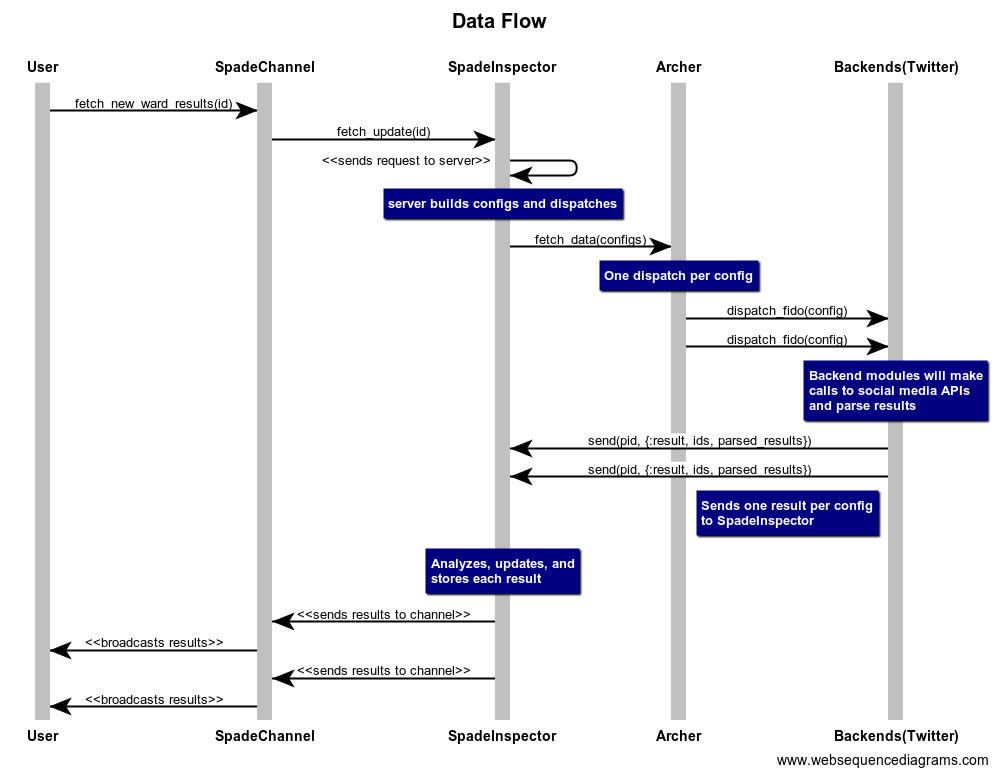 Data Flow
User SpadeChannel SpadeInspector Archer Backends(Twitter)
fetch_new_ward_results(id)
fetch_update(id)
<<sends request to server>>
server builds configs and dispatches
fetch_data(configs)
One dispatch per config
dispatch_fido(config)
dispatch_fido(config)
Backend modules will make
calls to social media APIs
and parse results
send(pid, {:result, ids, parsed_results})
send(pid, {:result, ids, parsed_results})
Sends one result per config
to SpadeInspector
Analyzes, updates, and
stores each result
<<sends results to channel>>
<<broadcasts results>>
<<sends results to channel>>
<<broadcasts results>>
User SpadeChannel SpadeInspector Archer Backends(Twitter)
www.websequencediagrams.com